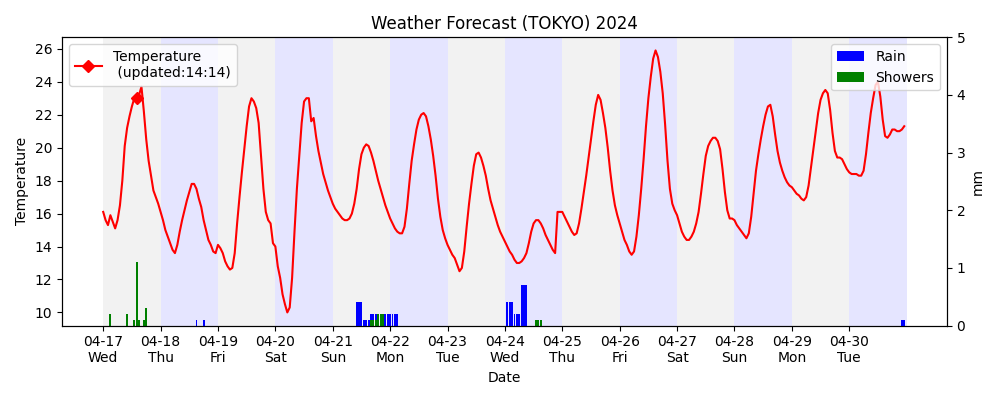 Weather Forecast (TOKYO) 2024
Temperature
(updated:14:14)
Rain
Showers
Temperature
26
24
22
20
18
16
14
12
10
5
4
3
2
1
0
mm
04-17 04-18 04-19 04-20 04-21 04-22 04-23 04-24 04-25 04-26 04-27 04-28 04-29 04-30
Wed Thu Fri Sat Sun Mon Tue Wed Thu Fri Sat Sun Mon Tue
Date